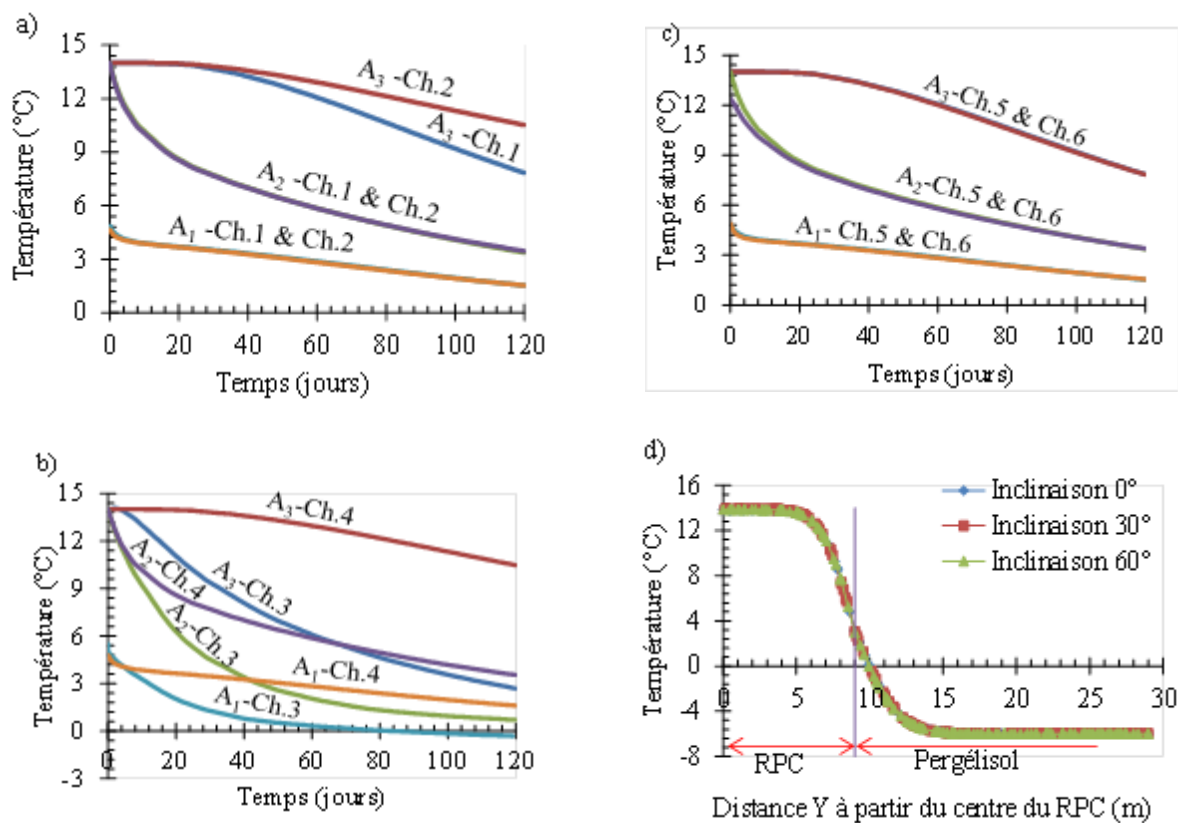 a)
15
12
9
6
3
0
Température (°C)
A₃ -Ch.2
A₃ -Ch.1
A₂ -Ch.1 & Ch.2
A₁ -Ch.1 & Ch.2
0 20 40 60 80 100 120
Temps (jours)
c)
15
12
9
6
3
0
Température (°C)
A₃-Ch.5 & Ch.6
A₂-Ch.5 & Ch.6
A₁- Ch.5 & Ch.6
0 20 40 60 80 100 120
Temps (jours)
b)
15
12
9
6
3
0
-3
Température (°C)
A₃-Ch.4
A₂-Ch.4
A₃-Ch.3
A₂-Ch.3
A₁-Ch.4
A₁-Ch.3
0 20 40 60 80 100 120
Temps (jours)
d)
16
12
8
4
0
-4
-8
Température (°C)
Inclinaison 0°
Inclinaison 30°
Inclinaison 60°
0 5 10 15 20 25 30
RPC Pergélisol
Distance Y à partir du centre du RPC (m)